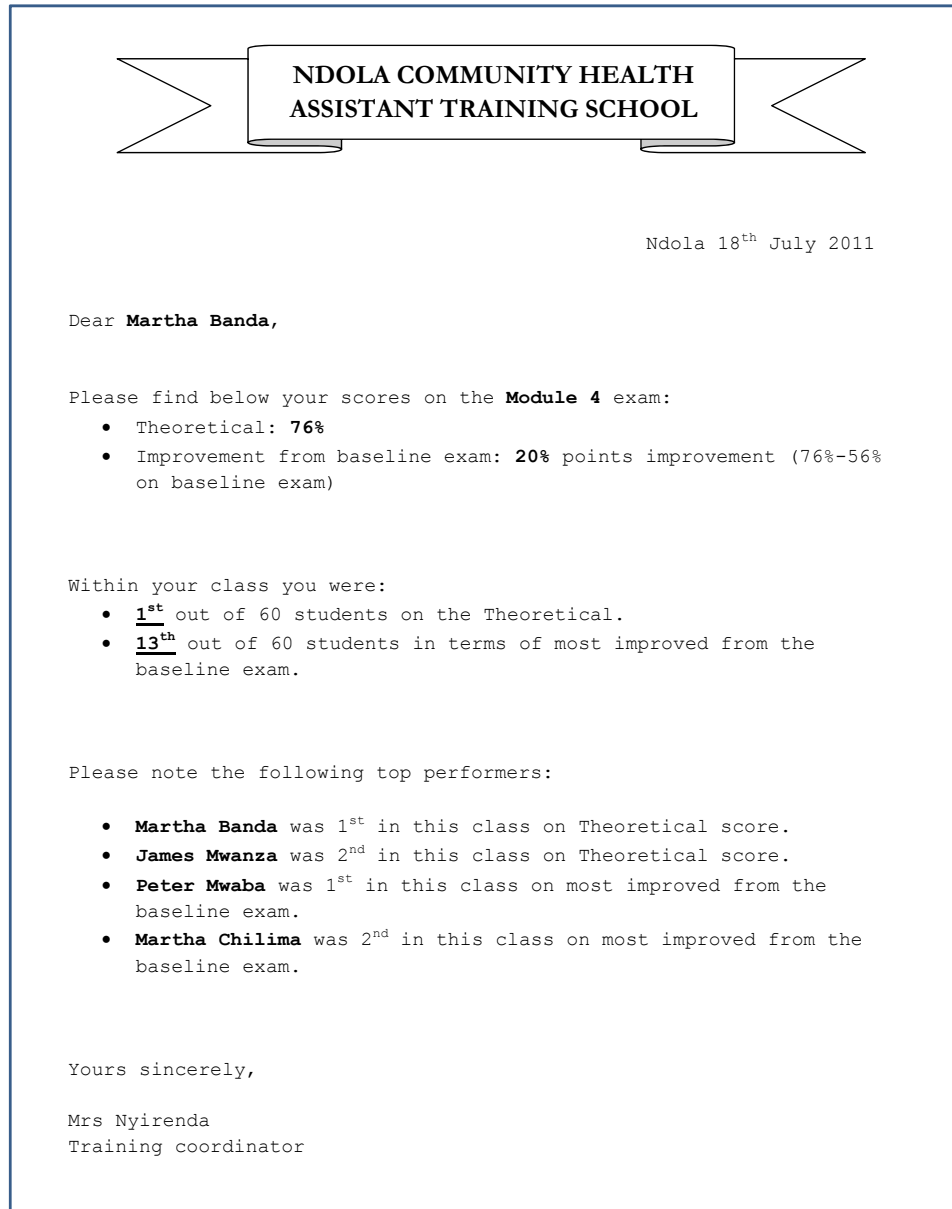 NDOLA COMMUNITY HEALTH
ASSISTANT TRAINING SCHOOL
Ndola 18th July 2011
Dear Martha Banda,
Please find below your scores on the Module 4 exam:
• Theoretical: 76%
• Improvement from baseline exam: 20% points improvement (76%-56%
on baseline exam)
Within your class you were:
• 1st out of 60 students on the Theoretical.
• 13th out of 60 students in terms of most improved from the
baseline exam.
Please note the following top performers:
• Martha Banda was 1st in this class on Theoretical score.
• James Mwanza was 2nd in this class on Theoretical score.
• Peter Mwaba was 1st in this class on most improved from the
baseline exam.
• Martha Chilima was 2nd in this class on most improved from the
baseline exam.
Yours sincerely,
Mrs Nyirenda
Training coordinator